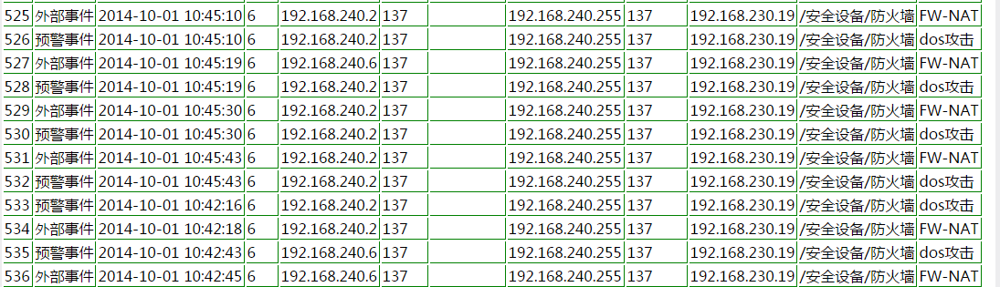 525 外部事件 2014-10-01 10:45:10 6 192.168.240.2 137 192.168.240.255 137 192.168.230.19 /安全设备/防火墙 FW-NAT
526 预警事件 2014-10-01 10:45:10 6 192.168.240.2 137 192.168.240.255 137 192.168.230.19 /安全设备/防火墙 dos攻击
527 外部事件 2014-10-01 10:45:19 6 192.168.240.6 137 192.168.240.255 137 192.168.230.19 /安全设备/防火墙 FW-NAT
528 预警事件 2014-10-01 10:45:19 6 192.168.240.2 137 192.168.240.255 137 192.168.230.19 /安全设备/防火墙 dos攻击
529 外部事件 2014-10-01 10:45:30 6 192.168.240.2 137 192.168.240.255 137 192.168.230.19 /安全设备/防火墙 FW-NAT
530 预警事件 2014-10-01 10:45:30 6 192.168.240.2 137 192.168.240.255 137 192.168.230.19 /安全设备/防火墙 dos攻击
531 外部事件 2014-10-01 10:45:43 6 192.168.240.2 137 192.168.240.255 137 192.168.230.19 /安全设备/防火墙 FW-NAT
532 预警事件 2014-10-01 10:45:43 6 192.168.240.2 137 192.168.240.255 137 192.168.230.19 /安全设备/防火墙 dos攻击
533 预警事件 2014-10-01 10:42:16 6 192.168.240.2 137 192.168.240.255 137 192.168.230.19 /安全设备/防火墙 dos攻击
534 外部事件 2014-10-01 10:42:18 6 192.168.240.2 137 192.168.240.255 137 192.168.230.19 /安全设备/防火墙 FW-NAT
535 预警事件 2014-10-01 10:42:43 6 192.168.240.6 137 192.168.240.255 137 192.168.230.19 /安全设备/防火墙 dos攻击
536 外部事件 2014-10-01 10:42:45 6 192.168.240.6 137 192.168.240.255 137 192.168.230.19 /安全设备/防火墙 FW-NAT